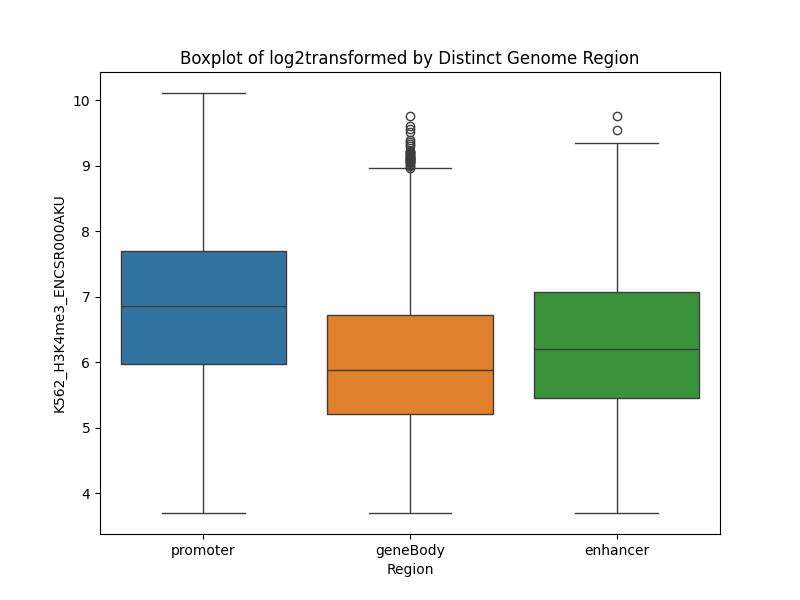 Boxplot of log2transformed by Distinct Genome Region
K562_H3K4me3_ENCSR000AKU
10
9
8
7
6
5
4
promoter geneBody enhancer
Region